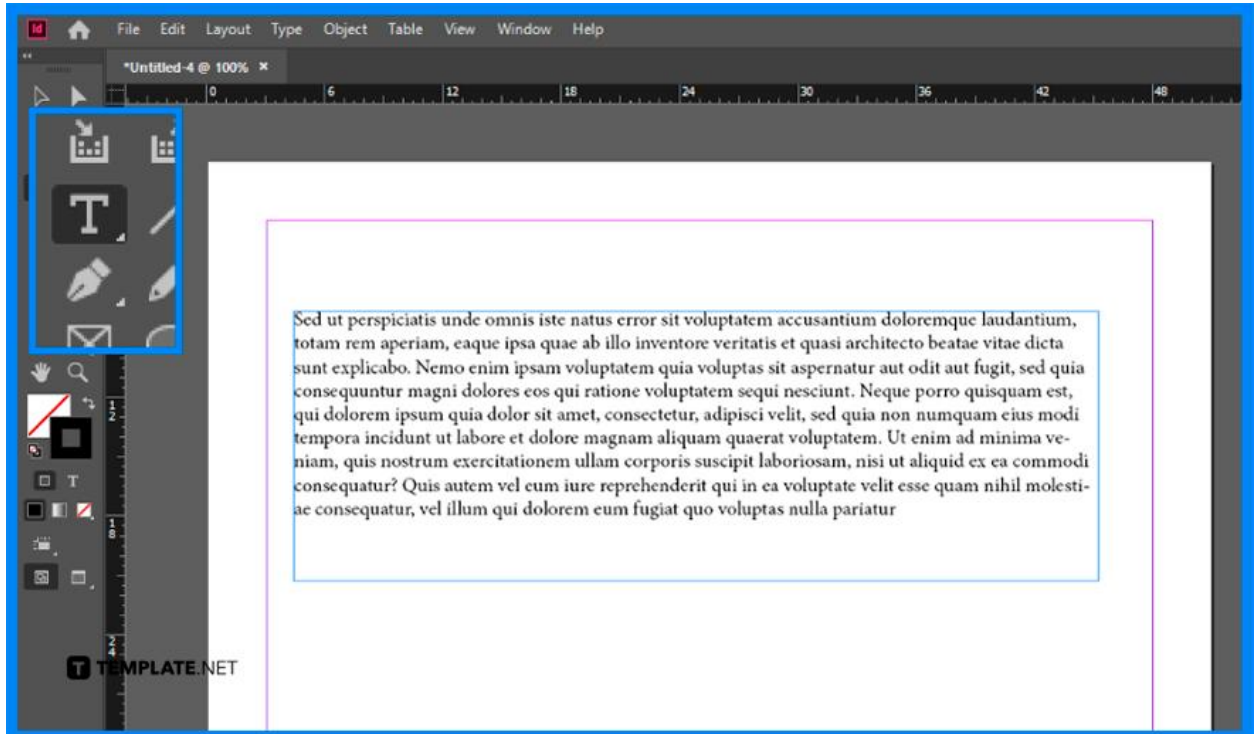 Id File Edit Layout Type Object Table View Window Help
*Untitled-4 @ 100% ×
0 6 12 18 24 30 36 42 48
T
Sed ut perspiciatis unde omnis iste natus error sit voluptatem accusantium doloremque laudantium,
totam rem aperiam, eaque ipsa quae ab illo inventore veritatis et quasi architecto beatae vitae dicta
sunt explicabo. Nemo enim ipsam voluptatem quia voluptas sit aspernatur aut odit aut fugit, sed quia
consequuntur magni dolores eos qui ratione voluptatem sequi nesciunt. Neque porro quisquam est,
qui dolorem ipsum quia dolor sit amet, consectetur, adipisci velit, sed quia non numquam eius modi
tempora incidunt ut labore et dolore magnam aliquam quaerat voluptatem. Ut enim ad minima ve-
niam, quis nostrum exercitationem ullam corporis suscipit laboriosam, nisi ut aliquid ex ea commodi
consequatur? Quis autem vel eum iure reprehenderit qui in ea voluptate velit esse quam nihil molesti-
ae consequatur, vel illum qui dolorem eum fugiat quo voluptas nulla pariatur
12
T
18
24
T TEMPLATE.NET